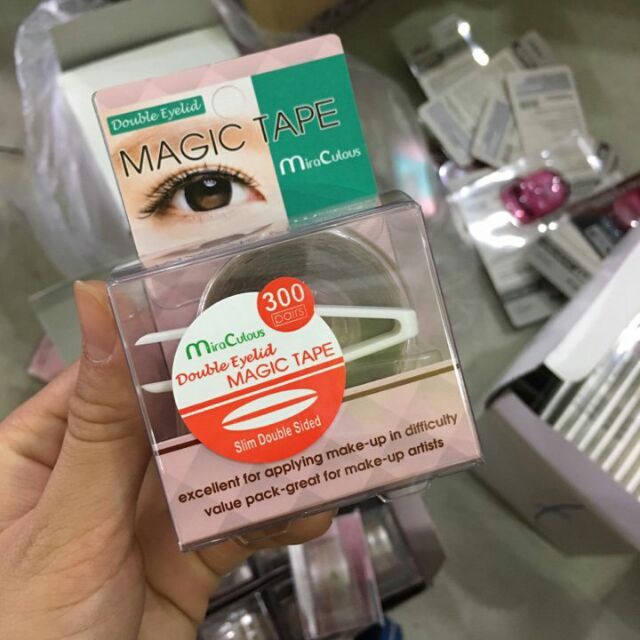 Double Eyelid
MAGIC TAPE
miraCulous
300
pairs
miraCulous
Double Eyelid
MAGIC TAPE
Slim Double Sided
excellent for applying make-up in difficulty
value pack-great for make-up artists